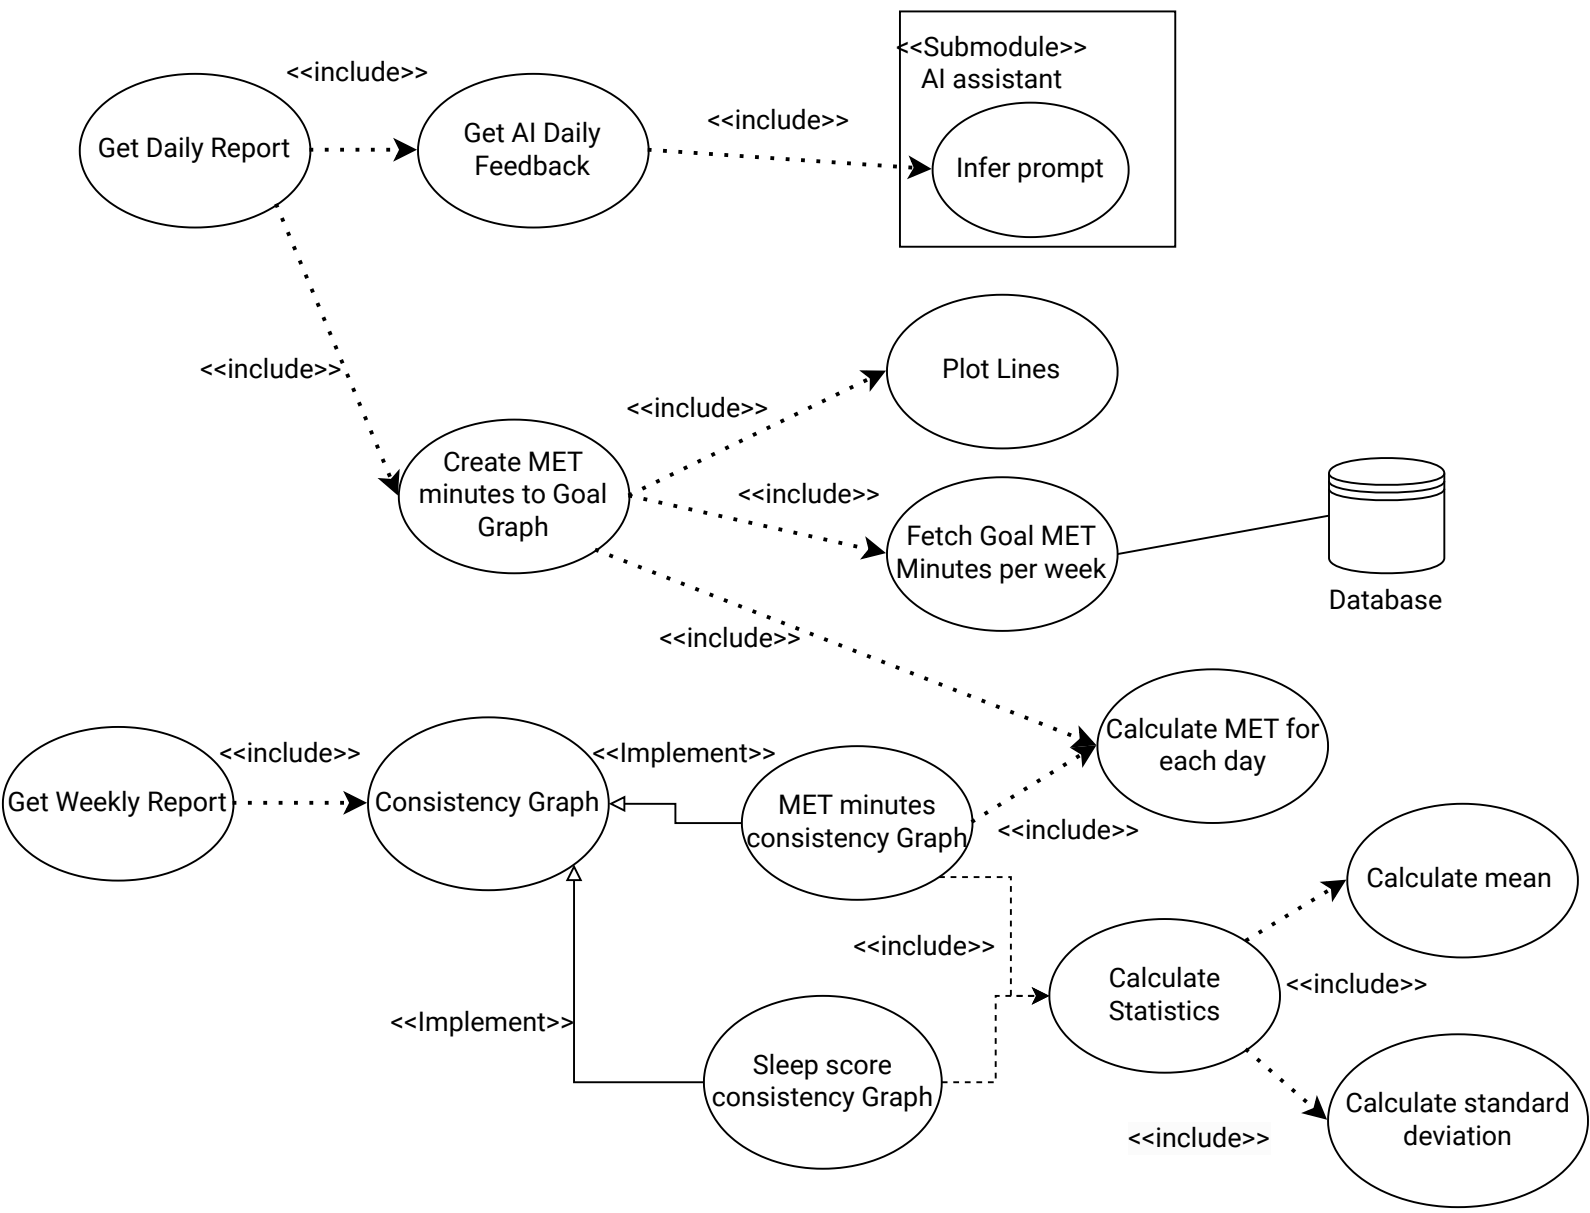 <<include>>
Get Daily Report
Get AI Daily
Feedback
<<include>>
<<Submodule>>
AI assistant
Infer prompt
<<include>>
Create MET
minutes to Goal
Graph
<<include>>
Plot Lines
<<include>>
Fetch Goal MET
Minutes per week
Database
<<include>>
Calculate MET for
each day
Get Weekly Report
<<include>>
Consistency Graph
<<Implement>>
MET minutes
consistency Graph
<<include>>
<<include>>
Calculate mean
Calculate
Statistics
<<include>>
<<Implement>>
Sleep score
consistency Graph
<<include>>
Calculate standard
deviation